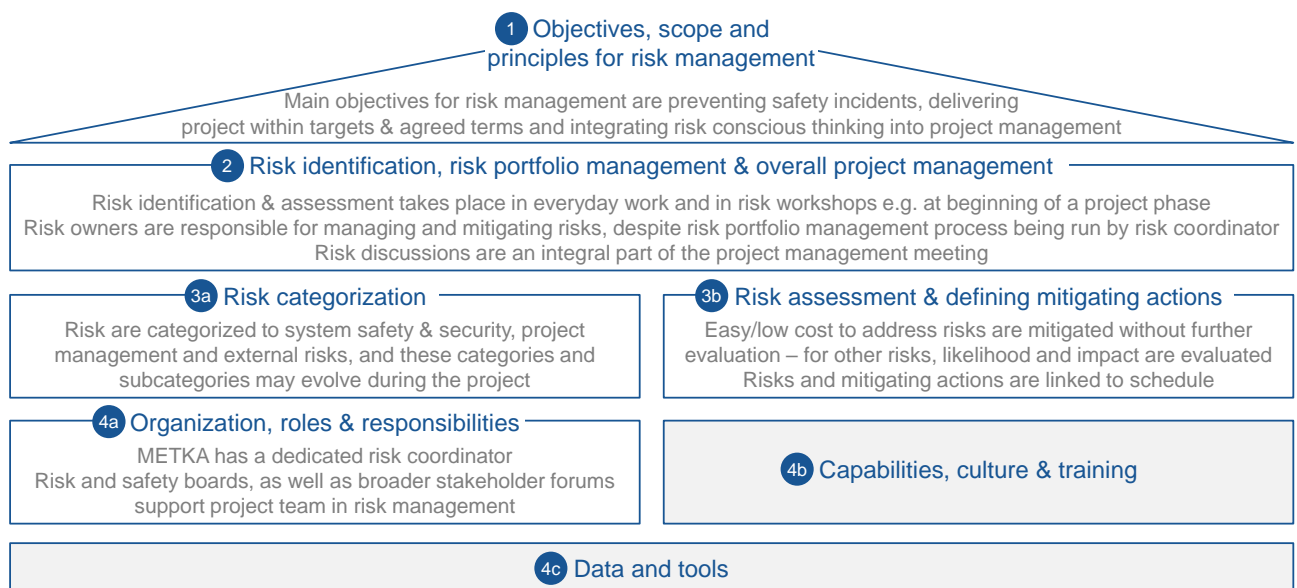 1 Objectives, scope and
principles for risk management
Main objectives for risk management are preventing safety incidents, delivering
project within targets & agreed terms and integrating risk conscious thinking into project management
2 Risk identification, risk portfolio management & overall project management
Risk identification & assessment takes place in everyday work and in risk workshops e.g. at beginning of a project phase
Risk owners are responsible for managing and mitigating risks, despite risk portfolio management process being run by risk coordinator
Risk discussions are an integral part of the project management meeting
3a Risk categorization
Risk are categorized to system safety & security, project
management and external risks, and these categories and
subcategories may evolve during the project
3b Risk assessment & defining mitigating actions
Easy/low cost to address risks are mitigated without further
evaluation – for other risks, likelihood and impact are evaluated
Risks and mitigating actions are linked to schedule
4a Organization, roles & responsibilities
METKA has a dedicated risk coordinator
Risk and safety boards, as well as broader stakeholder forums
support project team in risk management
4b Capabilities, culture & training
4c Data and tools